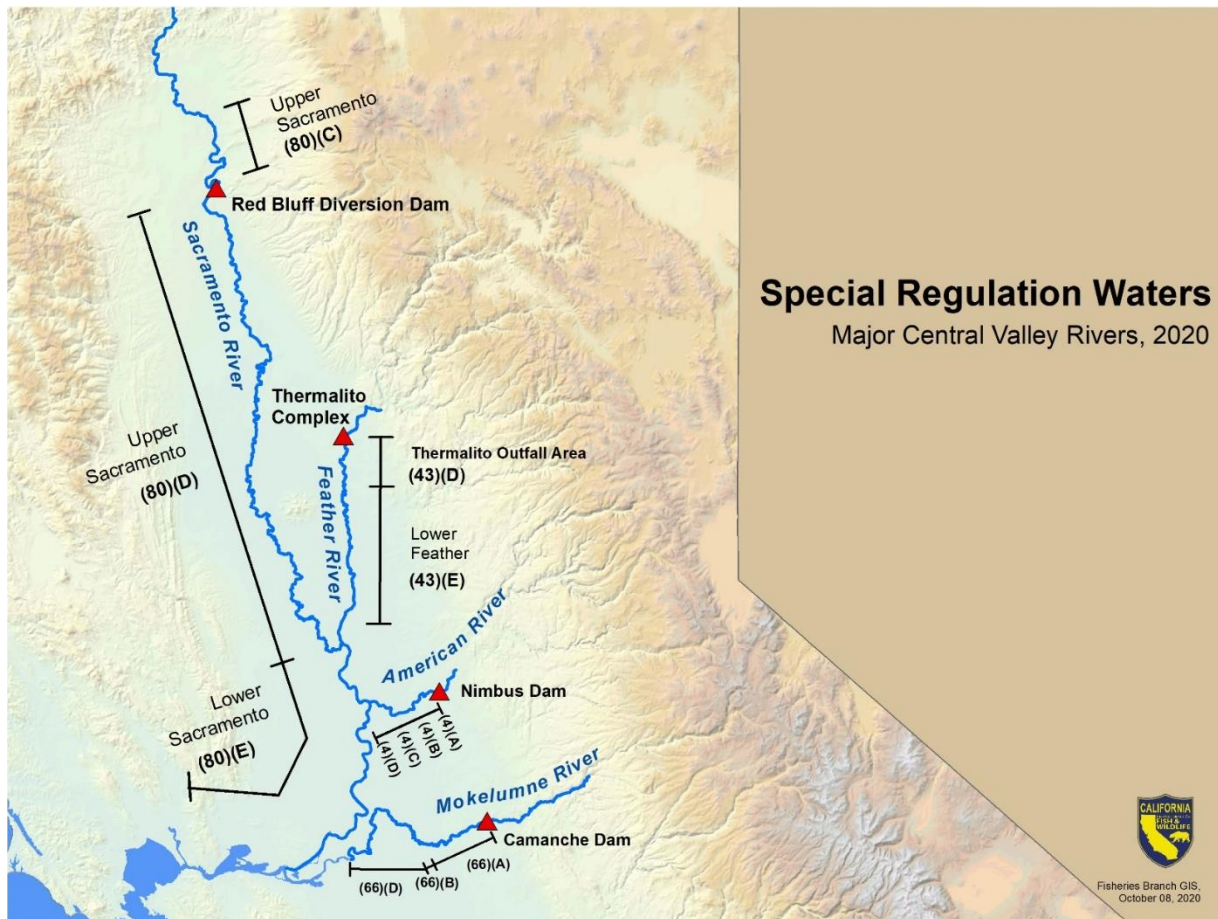 Upper
Sacramento
(80)(C)
Red Bluff Diversion Dam
Sacramento River
Special Regulation Waters
Major Central Valley Rivers, 2020
Thermalito
Complex
Upper
Sacramento
(80)(D)
Thermalito Outfall Area
(43)(D)
Feather River
Lower
Feather
(43)(E)
American River
Lower
Sacramento
(80)(E)
Nimbus Dam
(4)(A)
(4)(B)
(4)(C)
(4)(D)
Mokelumne River
Camanche Dam
(66)(A)
(66)(B)
(66)(D)
CALIFORNIA
FISH &
WILDLIFE
Fisheries Branch GIS,
October 08, 2020